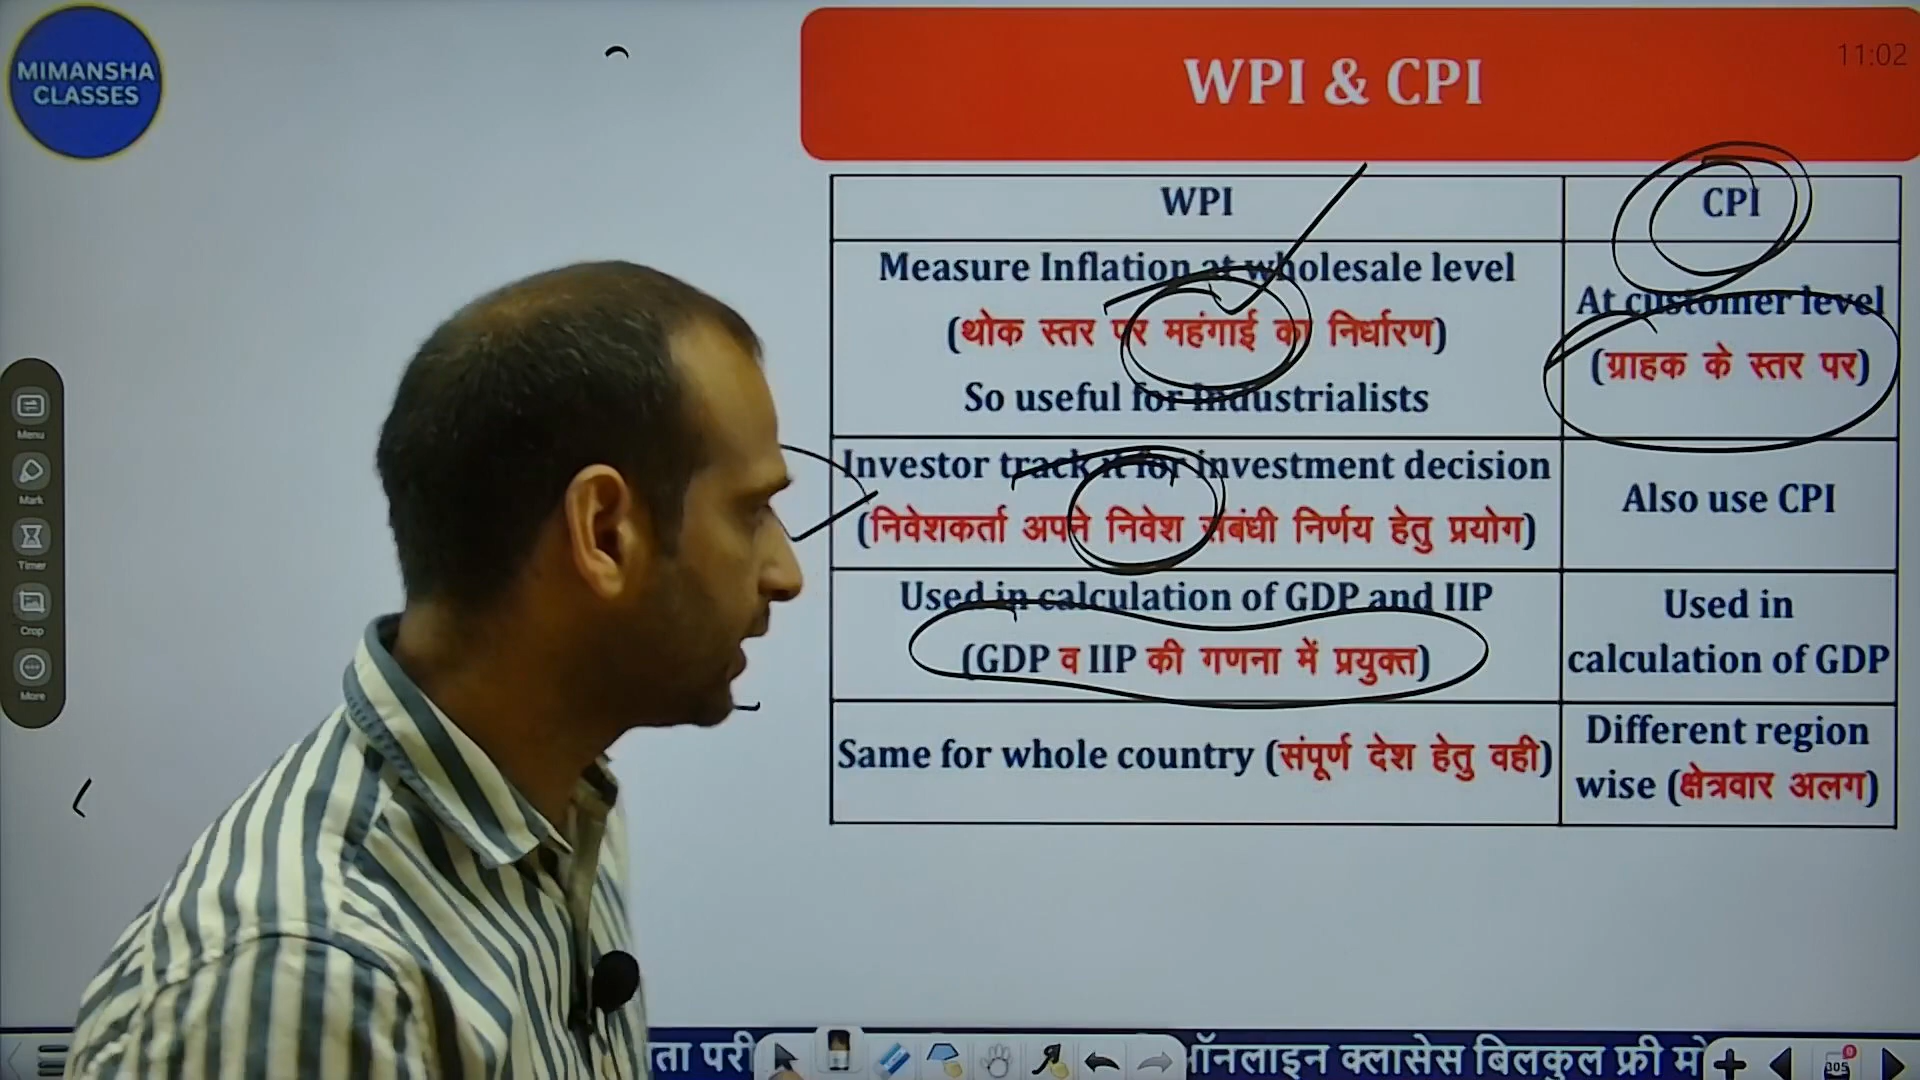 MIMANSHA
CLASSES
11:02
WPI & CPI
WPI
CPI
Measure Inflation at wholesale level
(थोक स्तर पर महंगाई का निर्धारण)
So useful for Industrialists
At customer level
(ग्राहक के स्तर पर)
Investor track it for investment decision
(निवेशकर्ता अपने निवेश संबंधी निर्णय हेतु प्रयोग)
Also use CPI
Used in calculation of GDP and IIP
(GDP व IIP की गणना में प्रयुक्त)
Used in
calculation of GDP
Same for whole country (संपूर्ण देश हेतु वही)
Different region
wise (क्षेत्रवार अलग)
Menu
Mark
Timer
Crop
More
ऑनलाइन क्लासेस बिलकुल फ्री
305